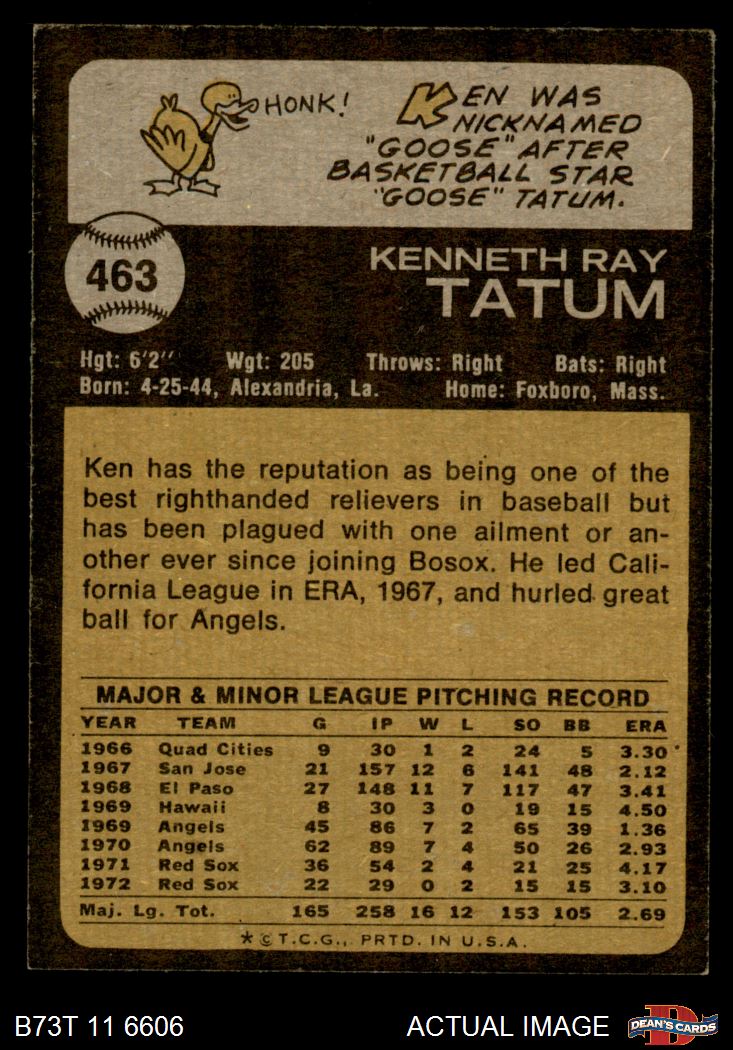 HONK!
KEN WAS
NICKNAMED
"GOOSE" AFTER
BASKETBALL STAR
"GOOSE" TATUM.
463
KENNETH RAY
TATUM
Hgt: 6'2" Wgt: 205 Throws: Right Bats: Right
Born: 4-25-44, Alexandria, La. Home: Foxboro, Mass.
Ken has the reputation as being one of the
best righthanded relievers in baseball but
has been plagued with one ailment or an-
other ever since joining Bosox. He led Cali-
fornia League in ERA, 1967, and hurled great
ball for Angels.
MAJOR & MINOR LEAGUE PITCHING RECORD
YEAR TEAM G IP W L SO BB ERA
1966 Quad Cities 9 30 1 2 24 5 3.30
1967 San Jose 21 157 12 6 141 48 2.12
1968 El Paso 27 148 11 7 117 47 3.41
1969 Hawaii 8 30 3 0 19 15 4.50
1969 Angels 45 86 7 2 65 39 1.36
1970 Angels 62 89 7 4 50 26 2.93
1971 Red Sox 36 54 2 4 21 25 4.17
1972 Red Sox 22 29 0 2 15 15 3.10
Maj. Lg. Tot. 165 258 16 12 153 105 2.69
* © T.C.G., PRTD. IN U.S.A.
B73T 11 6606 ACTUAL IMAGE DEAN'S CARDS